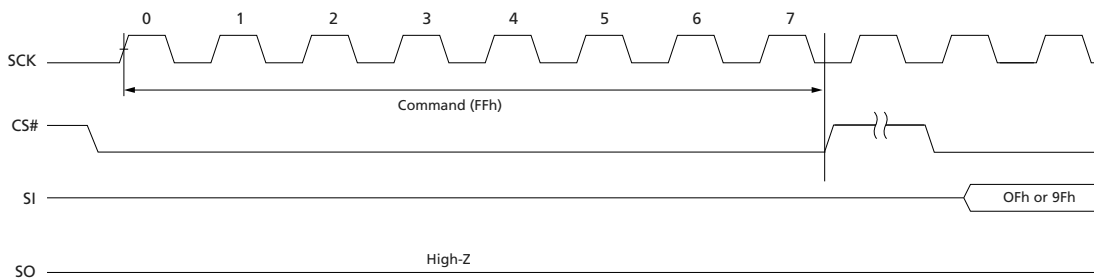 0 1 2 3 4 5 6 7
SCK
Command (FFh)
CS#
SI
OFh or 9Fh
High-Z
SO